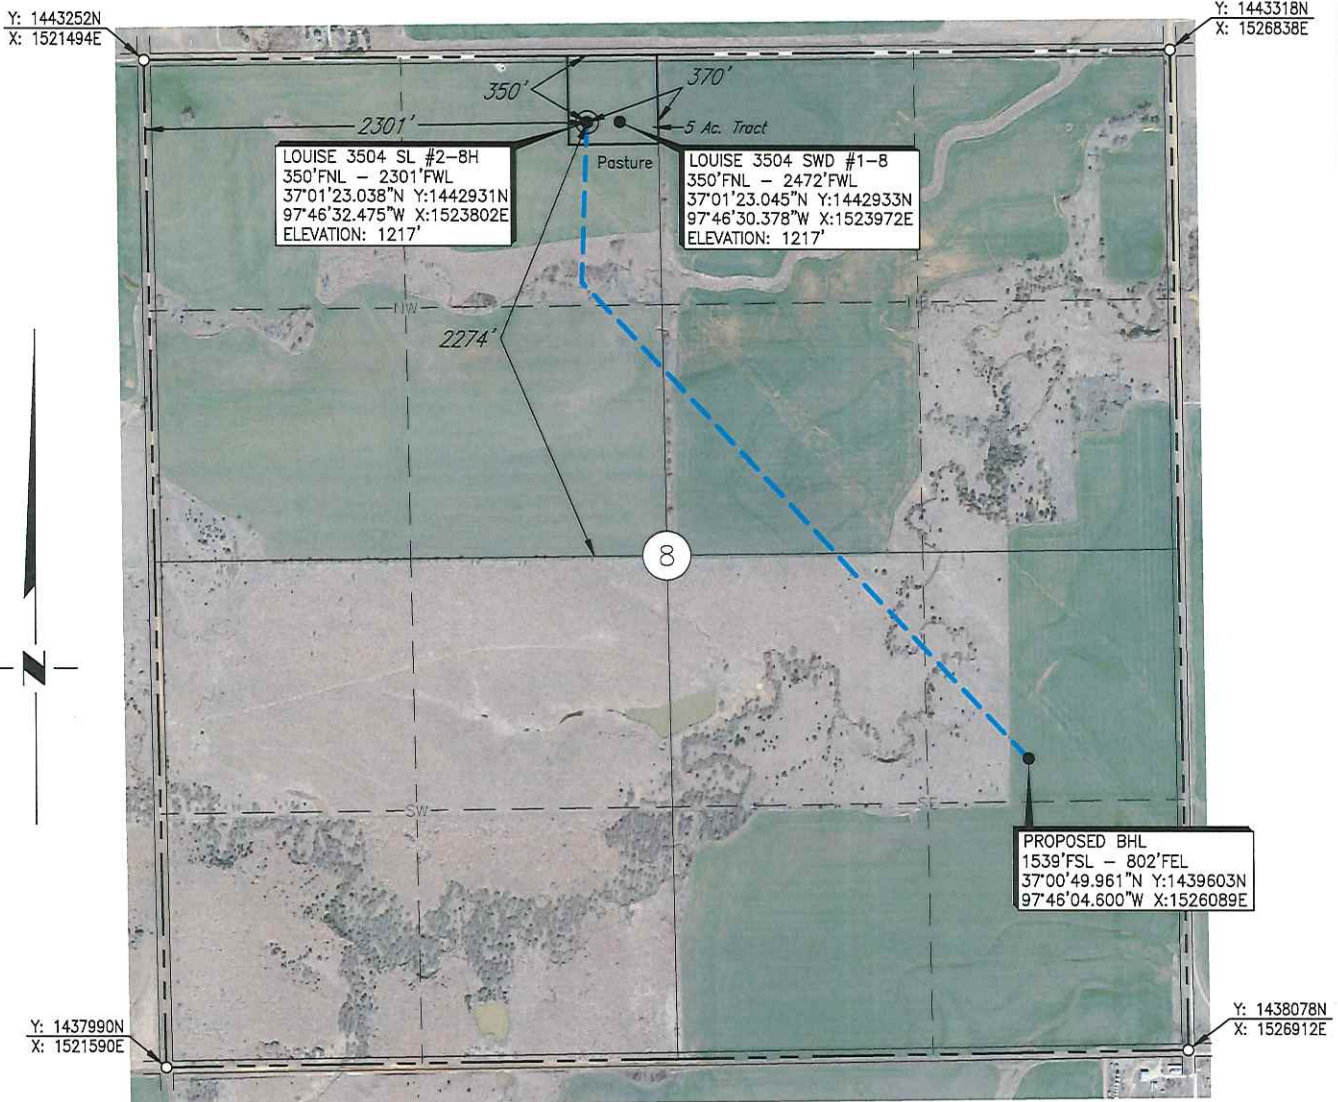 Y: 1443252N
X: 1521494E
Y: 1443318N
X: 1526838E
350'
370'
2301'
5 Ac. Tract
Pasture
LOUISE 3504 SL #2-8H
350'FNL - 2301'FWL
37°01'23.038"N Y:1442931N
97°46'32.475"W X:1523802E
ELEVATION: 1217'
LOUISE 3504 SWD #1-8
350'FNL - 2472'FWL
37°01'23.045"N Y:1442933N
97°46'30.378"W X:1523972E
ELEVATION: 1217'
NW
2274'
8
N
SW
SE
PROPOSED BHL
1539'FSL - 802'FEL
37°00'49.961"N Y:1439603N
97°46'04.600"W X:1526089E
Y: 1437990N
X: 1521590E
Y: 1438078N
X: 1526912E